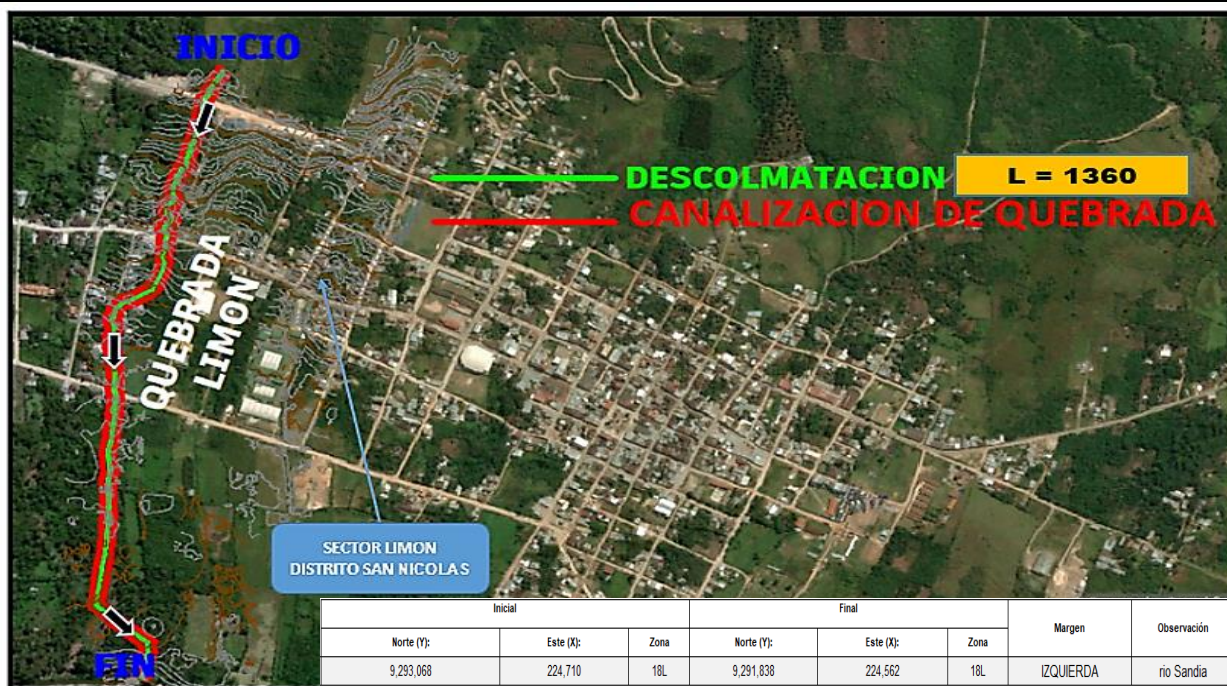 INICIO
DESCOLMATACION
L = 1360
CANALIZACION DE QUEBRADA
QUEBRADA
LIMON
SECTOR LIMON
DISTRITO SAN NICOLAS
FIN
Inicial Final Margen Observación
Norte (Y): Este (X): Zona Norte (Y): Este (X): Zona
9,293,068 224,710 18L 9,291,838 224,562 18L IZQUIERDA rio Sandia